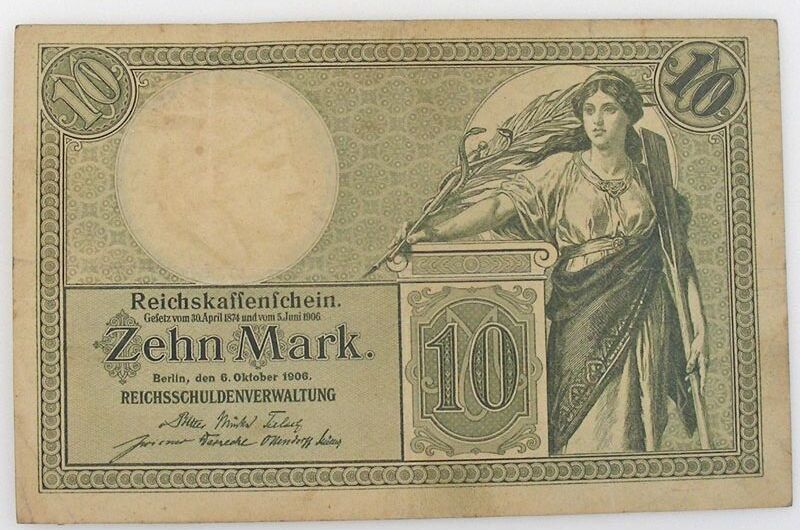 10
10
Reichskassenschein.
Gesetz vom 30. April 1874 und vom 5. Juni 1906.
Zehn Mark.
Berlin, den 6. Oktober 1906.
REICHSSCHULDENVERWALTUNG
10